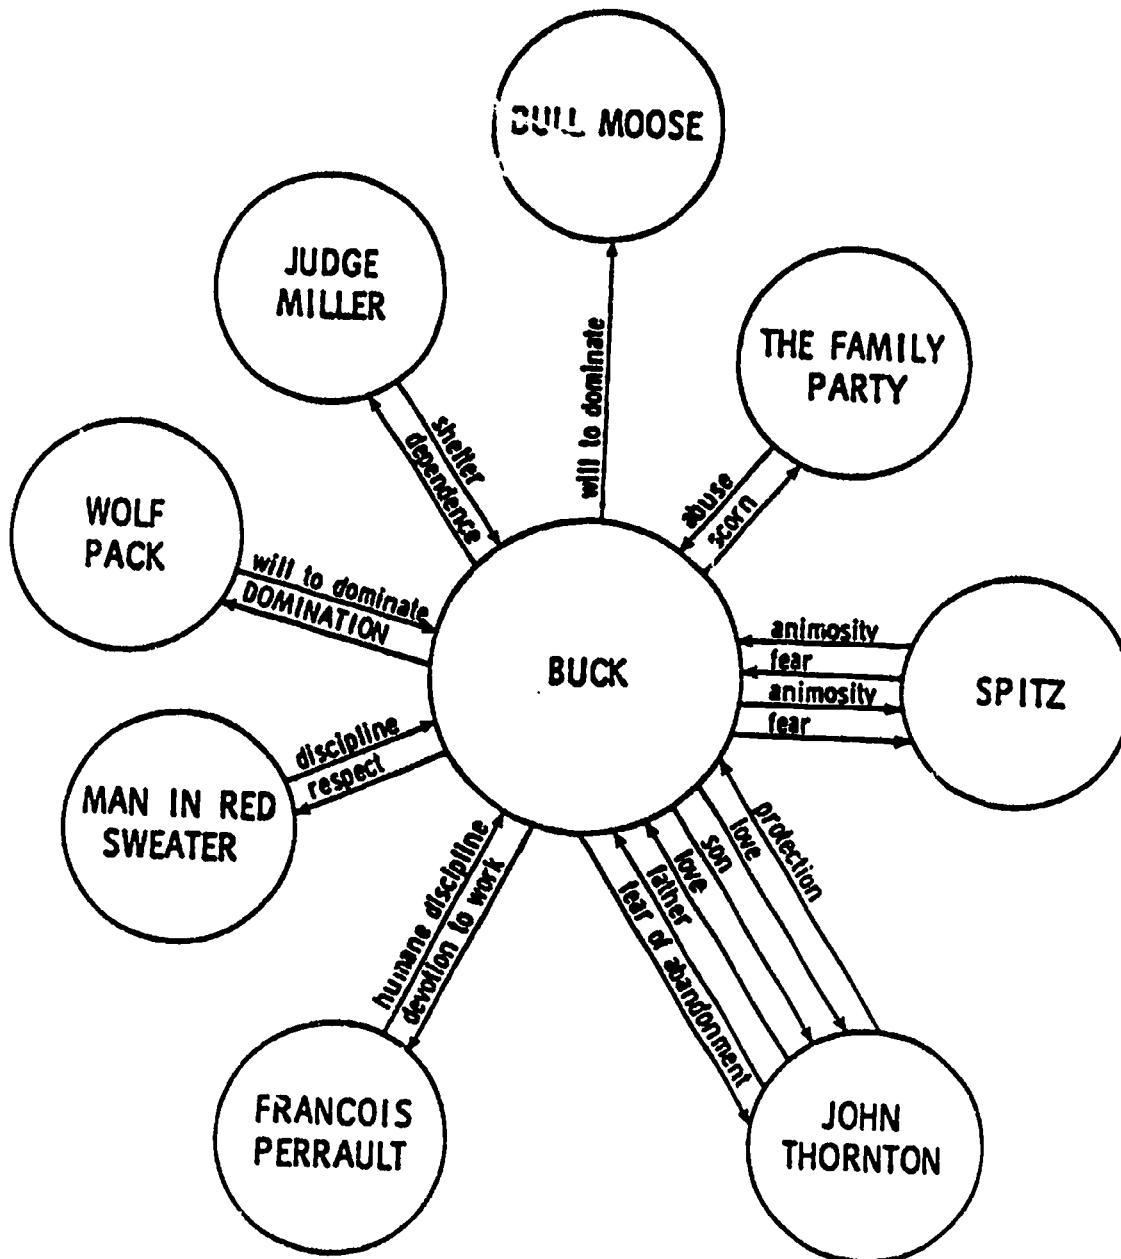 BULL MOOSE
JUDGE
MILLER
THE FAMILY
PARTY
will to dominate
shelter
dependence
abuse
scorn
WOLF
PACK
will to dominate
DOMINATION
BUCK
animosity
fear
animosity
fear
SPITZ
MAN IN RED
SWEATER
discipline
respect
humane discipline
devotion to work
fear of abandonment
father
love
son
love
protection
FRANCOIS
PERRAULT
JOHN
THORNTON